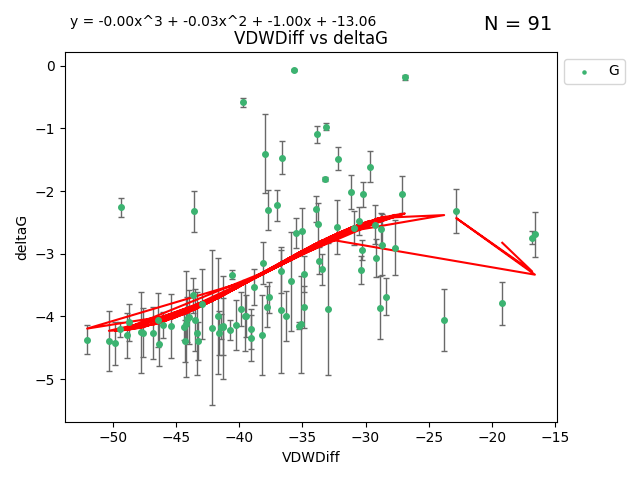 y = -0.00x^3 + -0.03x^2 + -1.00x + -13.06
N = 91
VDWDiff vs deltaG
G
0
−1
−2
−3
−4
−5
deltaG
−50 −45 −40 −35 −30 −25 −20 −15
VDWDiff